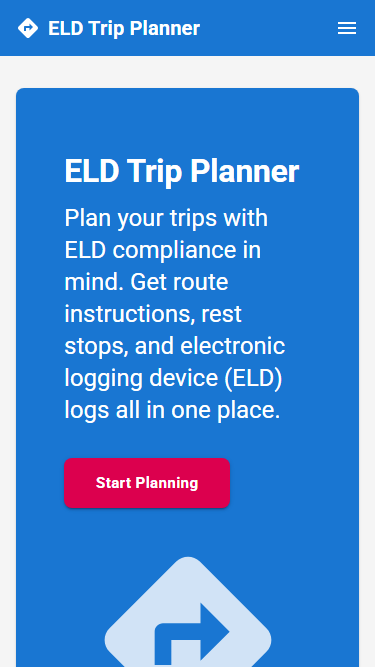 ELD Trip Planner
ELD Trip Planner
Plan your trips with
ELD compliance in
mind. Get route
instructions, rest
stops, and electronic
logging device (ELD)
logs all in one place.
Start Planning